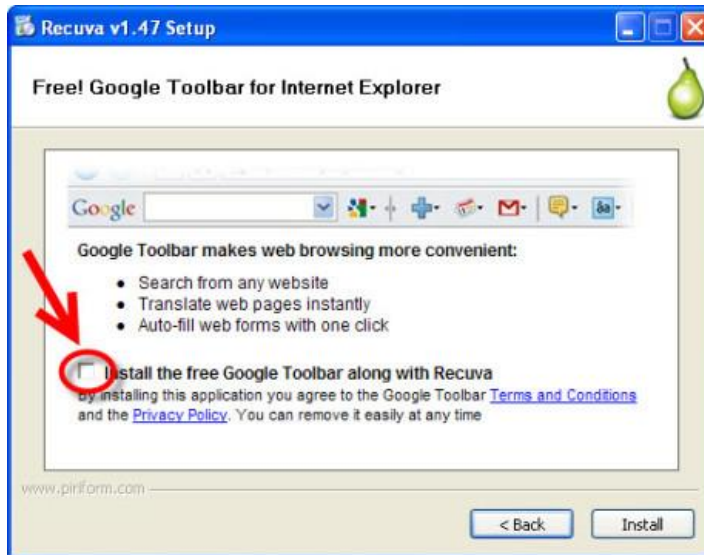 Recuva v1.47 Setup
Free! Google Toolbar for Internet Explorer
Google
Google Toolbar makes web browsing more convenient:
Search from any website
Translate web pages instantly
Auto-fill web forms with one click
Install the free Google Toolbar along with Recuva
By installing this application you agree to the Google Toolbar Terms and Conditions
and the Privacy Policy. You can remove it easily at any time
www.piriform.com
< Back
Install